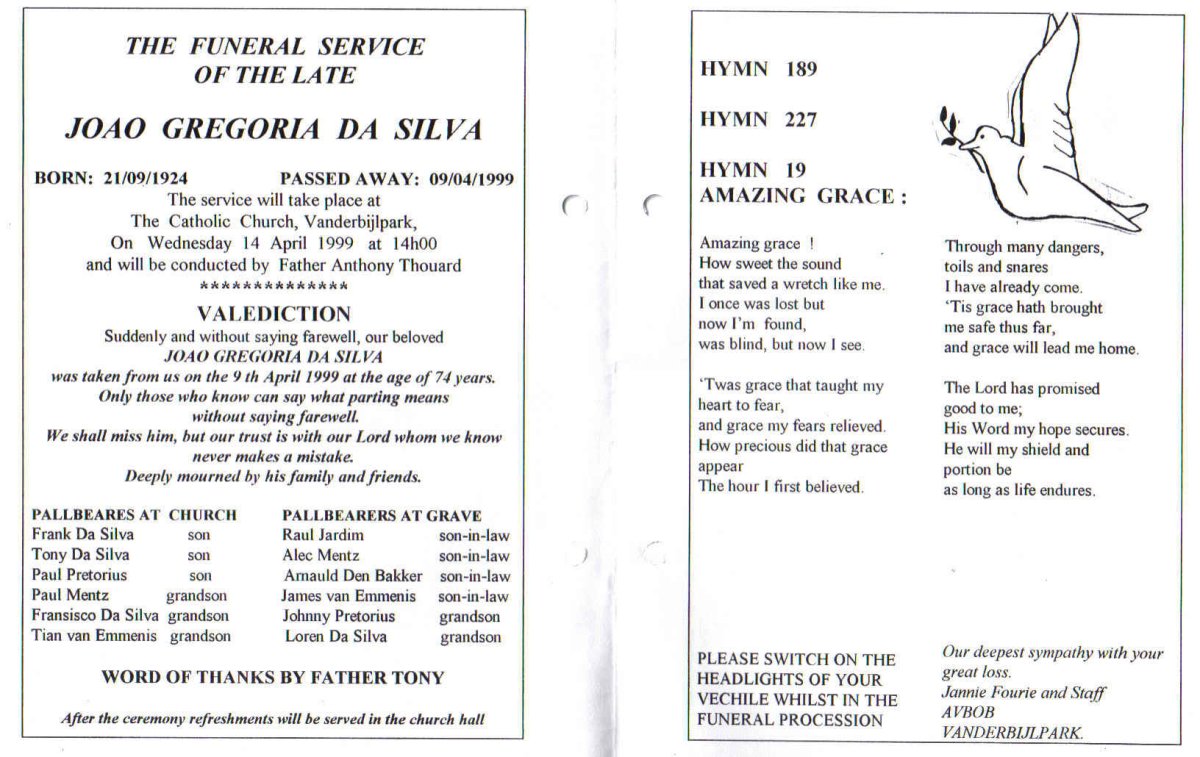 THE FUNERAL SERVICE
OF THE LATE
JOAO GREGORIA DA SILVA
BORN: 21/09/1924 PASSED AWAY: 09/04/1999
The service will take place at
The Catholic Church, Vanderbijlpark,
On Wednesday 14 April 1999 at 14h00
and will be conducted by Father Anthony Thouard
**************
VALEDICTION
Suddenly and without saying farewell, our beloved
JOAO GREGORIA DA SILVA
was taken from us on the 9 th April 1999 at the age of 74 years.
Only those who know can say what parting means
without saying farewell.
We shall miss him, but our trust is with our Lord whom we know
never makes a mistake.
Deeply mourned by his family and friends.
PALLBEARES AT CHURCH PALLBEARERS AT GRAVE
Frank Da Silva son Raul Jardim son-in-law
Tony Da Silva son Alec Mentz son-in-law
Paul Pretorius son Arnauld Den Bakker son-in-law
Paul Mentz grandson James van Emmenis son-in-law
Fransisco Da Silva grandson Johnny Pretorius grandson
Tian van Emmenis grandson Loren Da Silva grandson
WORD OF THANKS BY FATHER TONY
After the ceremony refreshments will be served in the church hall
HYMN 189
HYMN 227
HYMN 19
AMAZING GRACE :
Amazing grace !
How sweet the sound
that saved a wretch like me.
I once was lost but
now I'm found,
was blind, but now I see.
'Twas grace that taught my
heart to fear,
and grace my fears relieved.
How precious did that grace
appear
The hour I first believed.
Through many dangers,
toils and snares
I have already come.
'Tis grace hath brought
me safe thus far,
and grace will lead me home.
The Lord has promised
good to me;
His Word my hope secures.
He will my shield and
portion be
as long as life endures.
PLEASE SWITCH ON THE
HEADLIGHTS OF YOUR
VECHILE WHILST IN THE
FUNERAL PROCESSION
Our deepest sympathy with your
great loss.
Jannie Fourie and Staff
AVBOB
VANDERBIJLPARK.